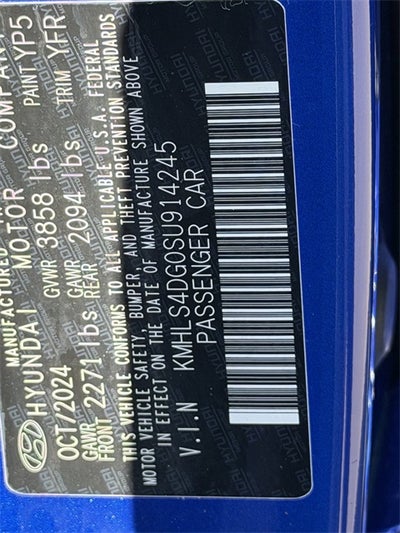 MANUFACTURED
HYUNDAI MOTOR COMPAN
OCT/2024 GVWR 3858 lbs PAINT YP5
GAWR FRONT 2271 lbs GAWR REAR 2094 lbs TRIM YFR
THIS VEHICLE CONFORMS TO ALL APPLICABLE U.S.A. FEDERAL
MOTOR VEHICLE SAFETY, BUMPER, AND THEFT PREVENTION STANDARDS
IN EFFECT ON THE DATE OF MANUFACTURE SHOWN ABOVE
V.I.N KMHLS4DG0SU914245
PASSENGER CAR